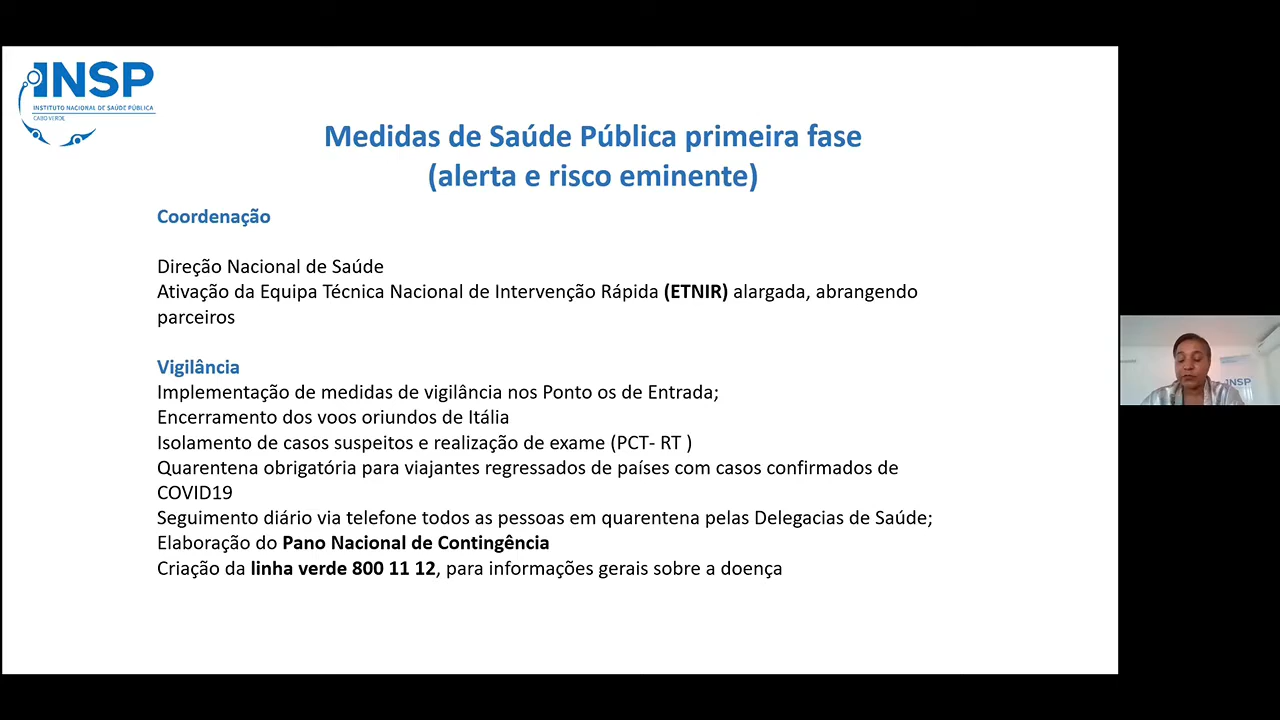 INSP
INSTITUTO NACIONAL DE SAÚDE PÚBLICA
CABO VERDE
Medidas de Saúde Pública primeira fase
(alerta e risco eminente)
Coordenação
Direção Nacional de Saúde
Ativação da Equipa Técnica Nacional de Intervenção Rápida (ETNIR) alargada, abrangendo
parceiros
Vigilância
Implementação de medidas de vigilância nos Ponto os de Entrada;
Encerramento dos voos oriundos de Itália
Isolamento de casos suspeitos e realização de exame (PCT- RT )
Quarentena obrigatória para viajantes regressados de países com casos confirmados de
COVID19
Seguimento diário via telefone todos as pessoas em quarentena pelas Delegacias de Saúde;
Elaboração do Pano Nacional de Contingência
Criação da linha verde 800 11 12, para informações gerais sobre a doença
INSP